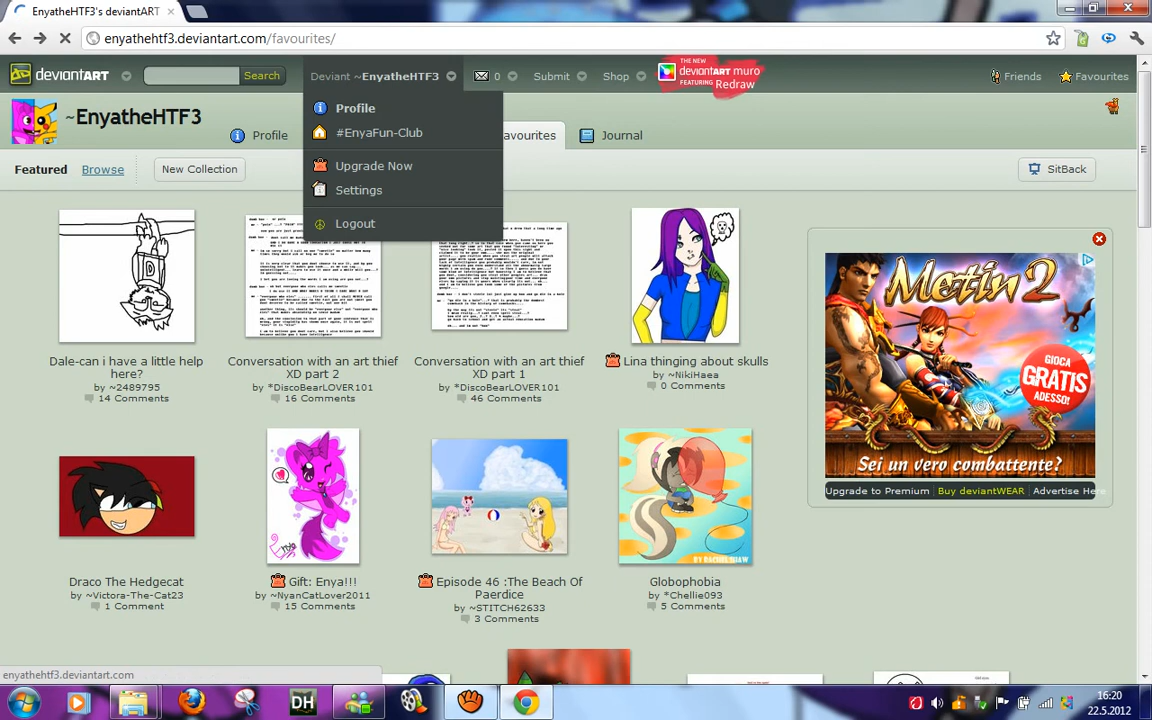 EnyatheHTF3's deviantART
enyathehtf3.deviantart.com/favourites/
deviantART
Search
Deviant ~EnyatheHTF3
0
Submit
Shop
THE NEW
deviantART muro
FEATURING Redraw
Friends
Favourites
~EnyatheHTF3
Profile
avourites
Journal
Profile
#EnyaFun-Club
Upgrade Now
Settings
Logout
Featured
Browse
New Collection
SitBack
Dale-can i have a little help
here?
by ~2489795
14 Comments
Conversation with an art thief
XD part 2
by *DiscoBearLOVER101
16 Comments
Conversation with an art thief
XD part 1
by *DiscoBearLOVER101
46 Comments
Lina thinging about skulls
by ~NikiHaea
0 Comments
Metin 2
GIOCA
GRATIS
ADESSO!
Sei un vero combattente?
Upgrade to Premium
Buy deviantWEAR
Advertise Here
D
BY RACHEL SHAW
Draco The Hedgecat
by ~Victora-The-Cat23
1 Comment
Gift: Enya!!!
by ~NyanCatLover2011
15 Comments
Episode 46 :The Beach Of
Paerdice
by ~STITCH62633
3 Comments
Globophobia
by *Chellie093
5 Comments
enyathehtf3.deviantart.com
DH
16:20
22.5.2012